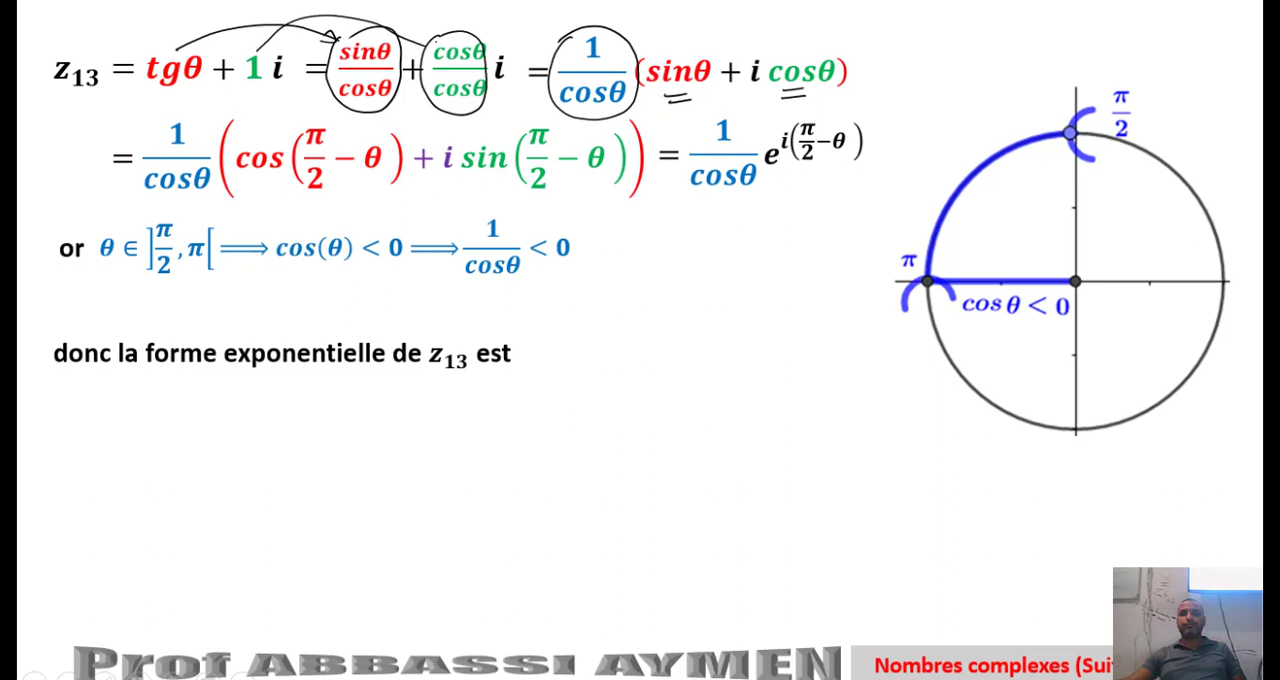 z₁₃ = tgθ + 1 i = sinθ/cosθ + cosθ/cosθ i = 1/cosθ (sinθ + i cosθ)
= 1/cosθ (cos(π/2 − θ) + i sin(π/2 − θ)) = 1/cosθ e^{i(π/2−θ)}
or θ ∈ ]π/2, π[ ⟹ cos(θ) < 0 ⟹ 1/cosθ < 0
donc la forme exponentielle de z₁₃ est
π/2
π
cos θ < 0
Prof ABBASSI AYMEN
Nombres complexes (Sui